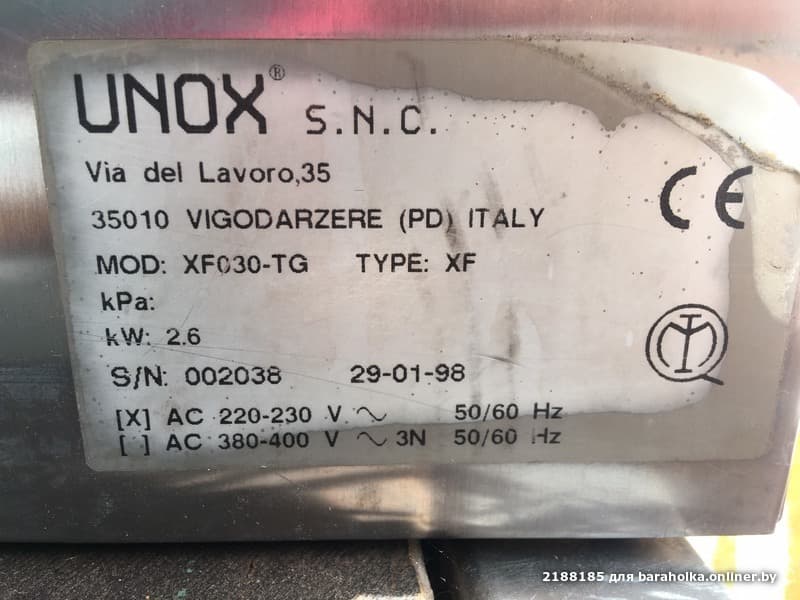 UNOX® S.N.C.
Via del Lavoro,35
35010 VIGODARZERE (PD) ITALY
MOD: XF030-TG TYPE: XF
kPa:
kW: 2.6
S/N: 002038 29-01-98
[X] AC 220-230 V ~ 50/60 Hz
[ ] AC 380-400 V ~ 3N 50/60 Hz
CE
2188185 для baraholka.onliner.by